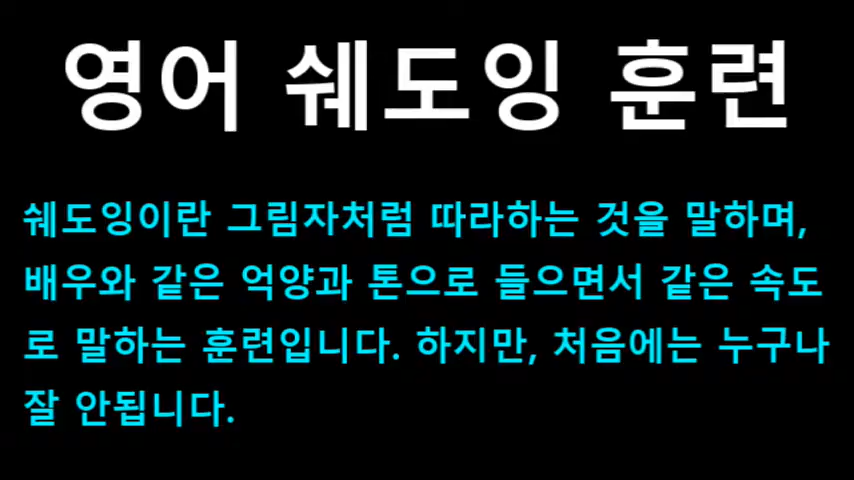 영어 쉐도잉 훈련
쉐도잉이란 그림자처럼 따라하는 것을 말하며,
배우와 같은 억양과 톤으로 들으면서 같은 속도
로 말하는 훈련입니다. 하지만, 처음에는 누구나
잘 안됩니다.